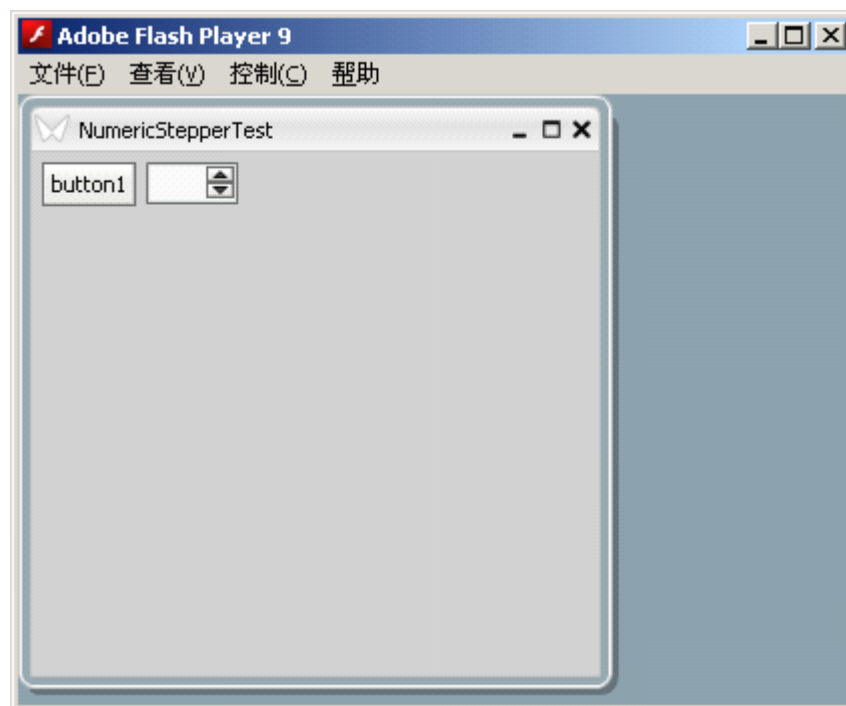 Adobe Flash Player 9
文件(F) 查看(V) 控制(C) 帮助
NumericStepperTest
button1